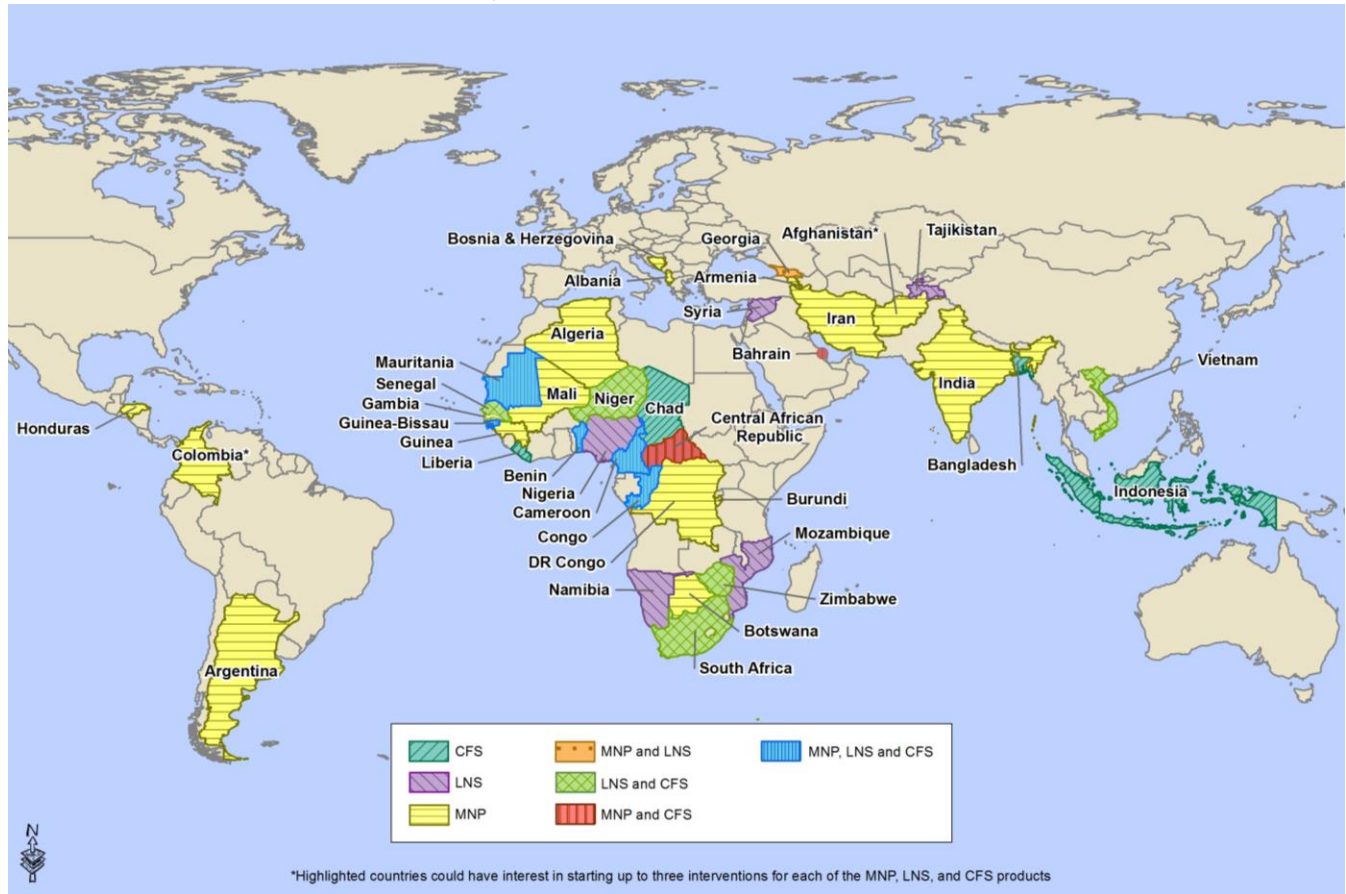 Bosnia & Herzegovina
Georgia
Afghanistan*
Tajikistan
Albania
Armenia
Syria
Iran
Algeria
Bahrain
Mauritania
India
Vietnam
Senegal
Mali
Niger
Chad
Gambia
Central African
Republic
Honduras
Guinea-Bissau
Guinea
Colombia*
Liberia
Bangladesh
Benin
Indonesia
Nigeria
Burundi
Cameroon
Congo
Mozambique
DR Congo
Namibia
Zimbabwe
Botswana
South Africa
Argentina
CFS
MNP and LNS
MNP, LNS and CFS
LNS
LNS and CFS
MNP
MNP and CFS
N
*Highlighted countries could have interest in starting up to three interventions for each of the MNP, LNS, and CFS products